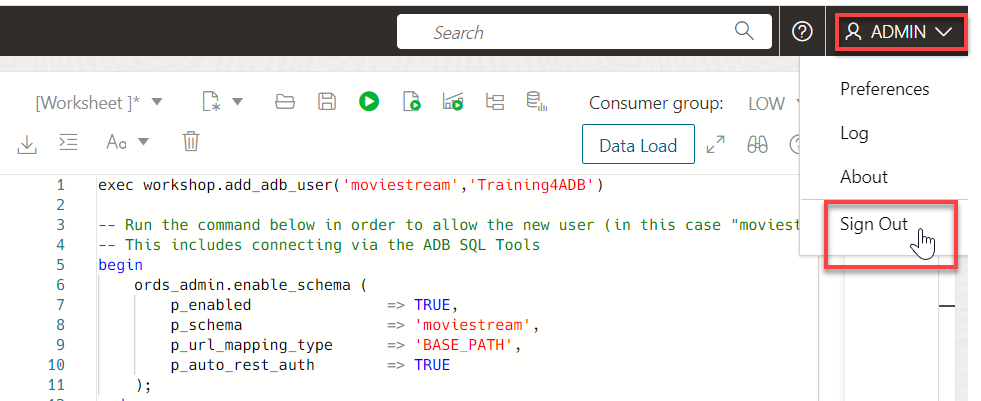 Search
ADMIN
[Worksheet ]*
Consumer group: LOW
Preferences
Aa
Data Load
Log
About
Sign Out
1 exec workshop.add_adb_user('moviestream','Training4ADB')
2
3 -- Run the command below in order to allow the new user (in this case "moviest
4 -- This includes connecting via the ADB SQL Tools
5 begin
6 ords_admin.enable_schema (
7 p_enabled => TRUE,
8 p_schema => 'moviestream',
9 p_url_mapping_type => 'BASE_PATH',
10 p_auto_rest_auth => TRUE
11 );